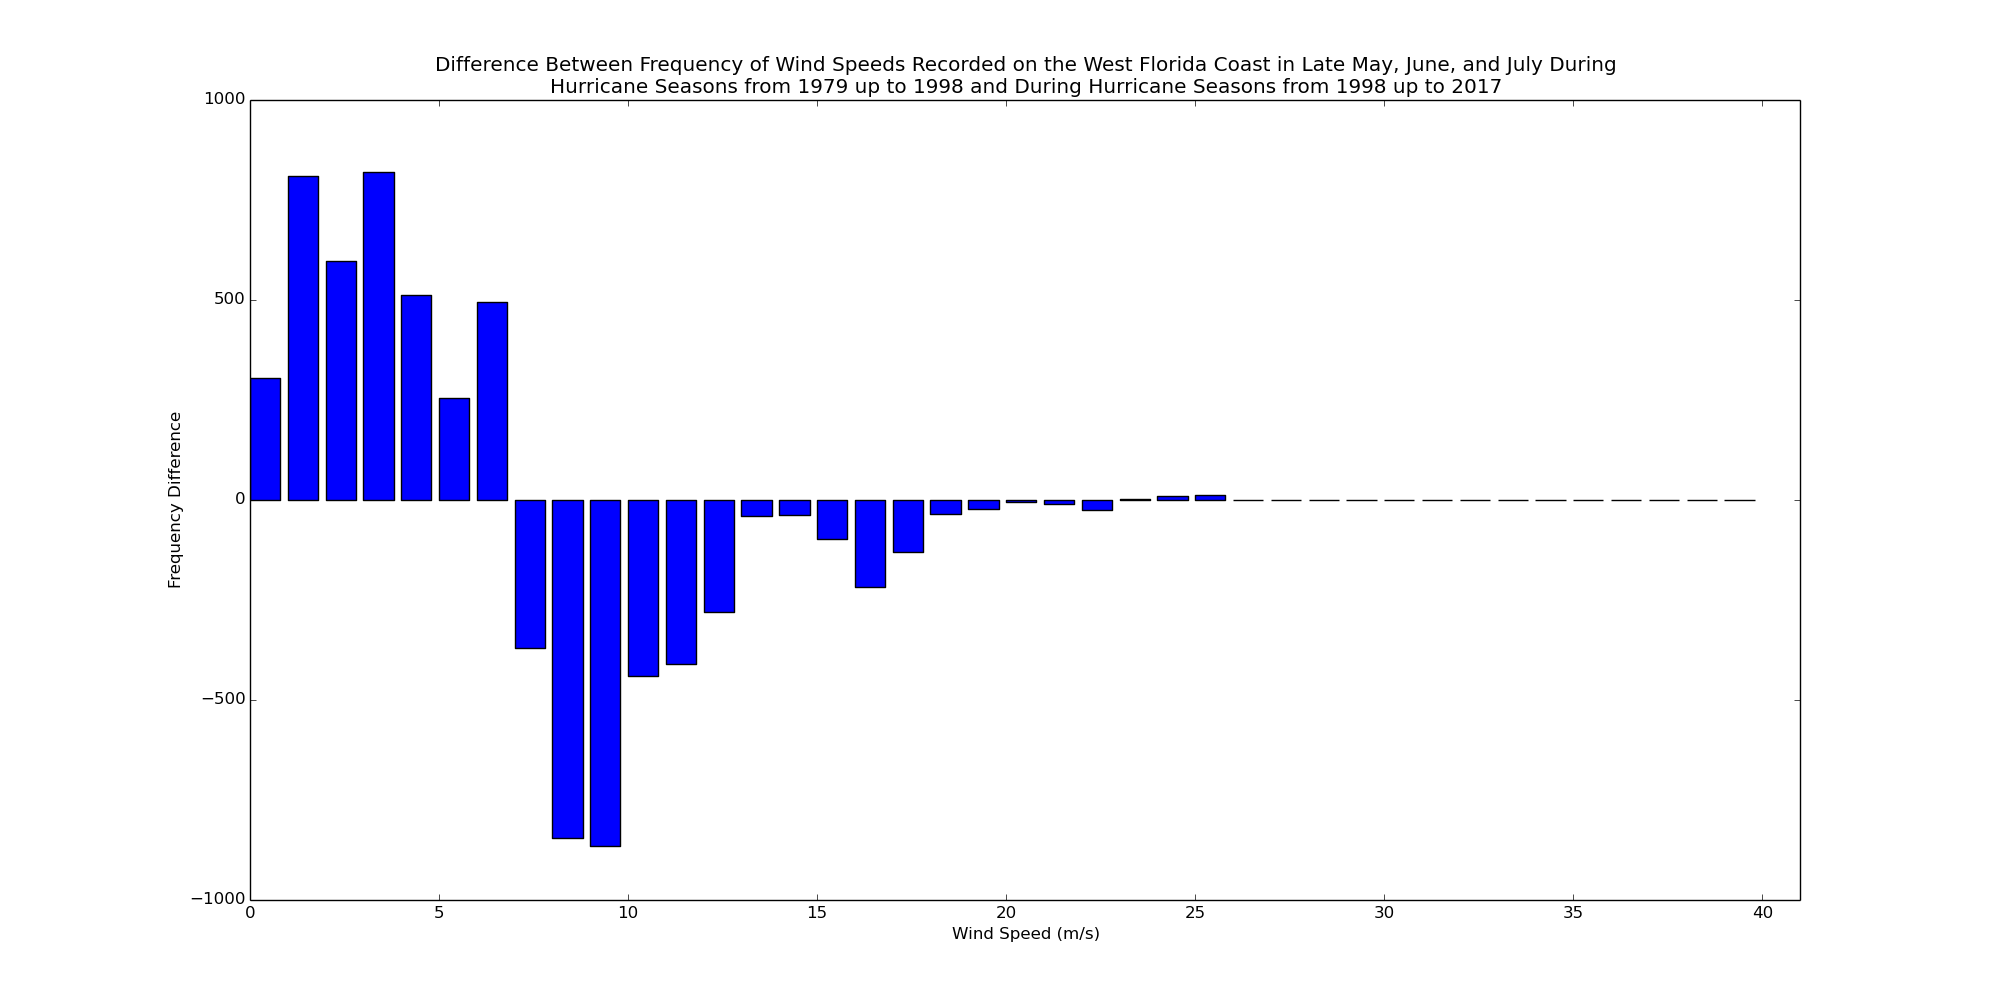 Difference Between Frequency of Wind Speeds Recorded on the West Florida Coast in Late May, June, and July During
Hurricane Seasons from 1979 up to 1998 and During Hurricane Seasons from 1998 up to 2017
1000
500
0
−500
−1000
Frequency Difference
0 5 10 15 20 25 30 35 40
Wind Speed (m/s)